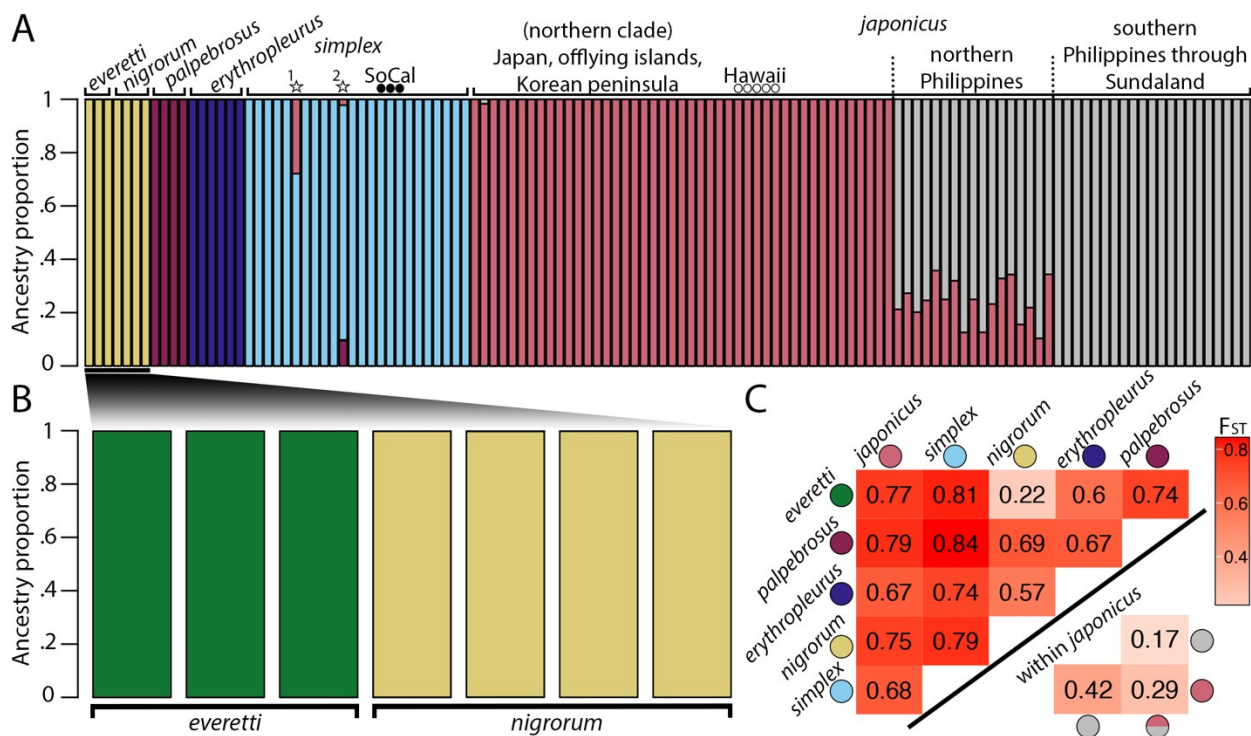 A
everetti
nigrorum
palpebrosus
erythropleurus
simplex
1
☆
2
☆
SoCal
(northern clade)
Japan, offlying islands,
Korean peninsula
Hawaii
japonicus
northern
Philippines
southern
Philippines through
Sundaland
Ancestry proportion
1
.8
.6
.4
.2
0
B
Ancestry proportion
1
.8
.6
.4
.2
0
everetti
nigrorum
C
japonicus
simplex
nigrorum
erythropleurus
palpebrosus
FST
everetti 0.77 0.81 0.22 0.6 0.74
palpebrosus 0.79 0.84 0.69 0.67
erythropleurus 0.67 0.74 0.57
nigrorum 0.75 0.79
simplex 0.68
within japonicus
0.17
0.42 0.29
0.8
0.4